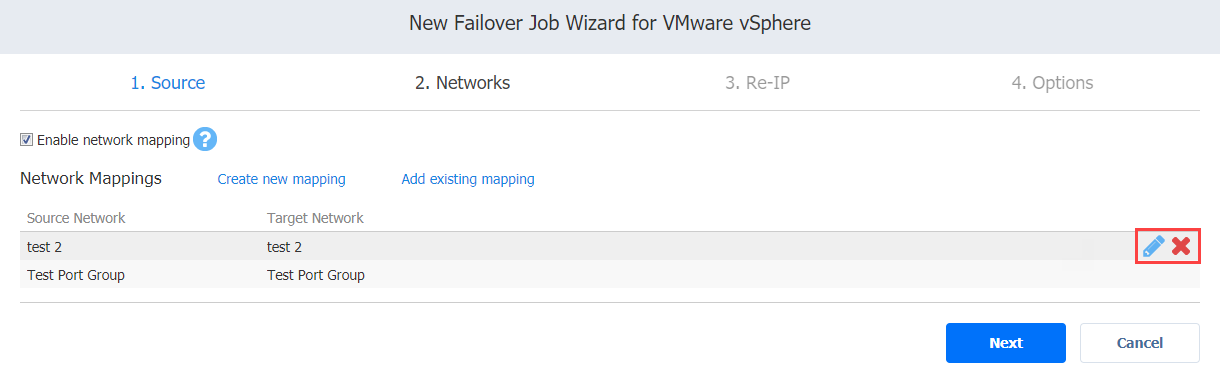 New Failover Job Wizard for VMware vSphere
1. Source 2. Networks 3. Re-IP 4. Options
Enable network mapping ?
Network Mappings Create new mapping Add existing mapping
Source Network Target Network
test 2 test 2
Test Port Group Test Port Group
Next Cancel